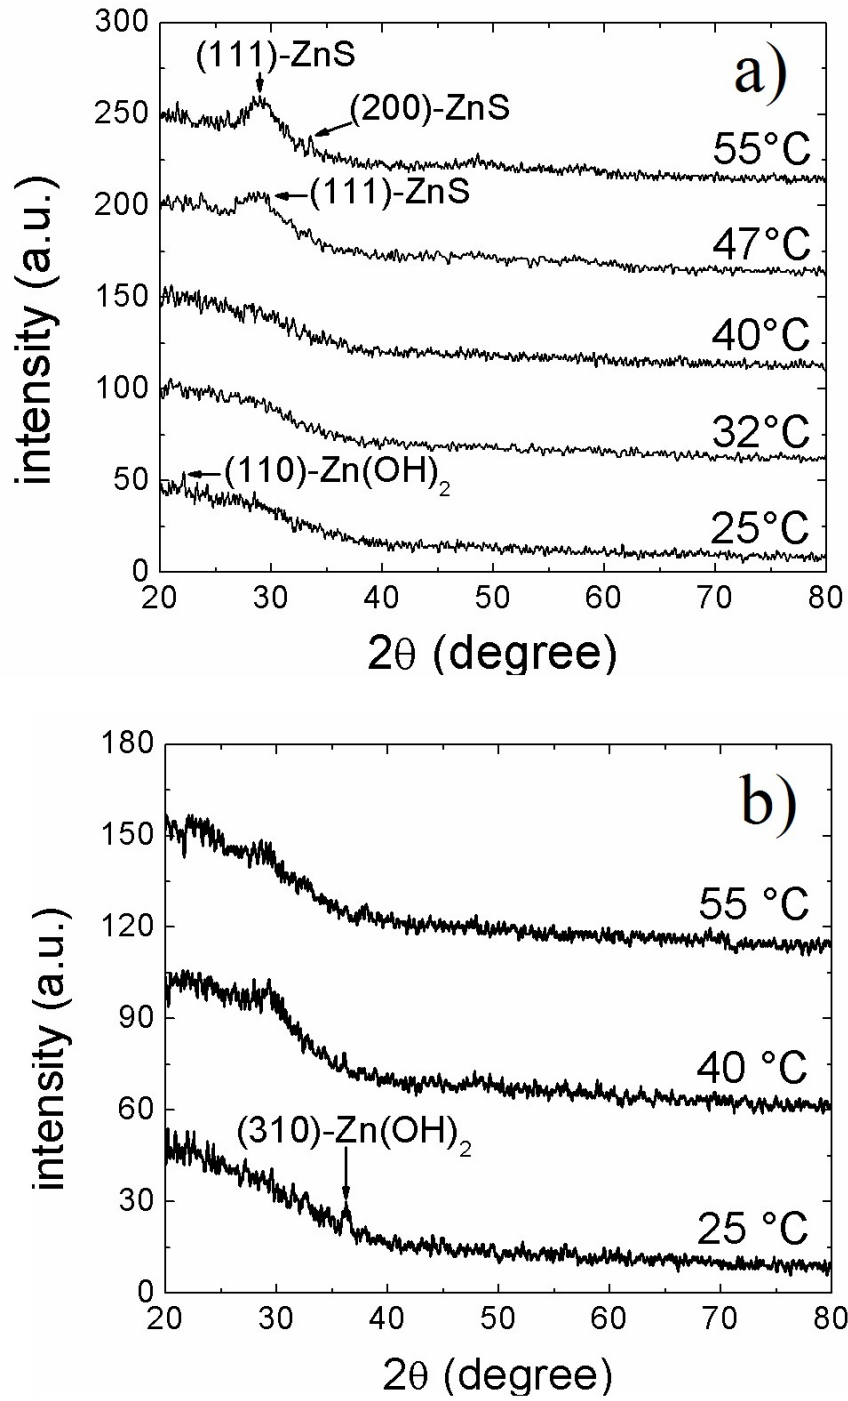 300
(111)-ZnS
a)
250
(200)-ZnS
55°C
200
(111)-ZnS
47°C
150
40°C
100
32°C
(110)-Zn(OH)₂
50
25°C
0
20 30 40 50 60 70 80
intensity (a.u.)
2θ (degree)
180
b)
150
55 °C
120
90
40 °C
60
(310)-Zn(OH)₂
30
25 °C
0
20 30 40 50 60 70 80
intensity (a.u.)
2θ (degree)